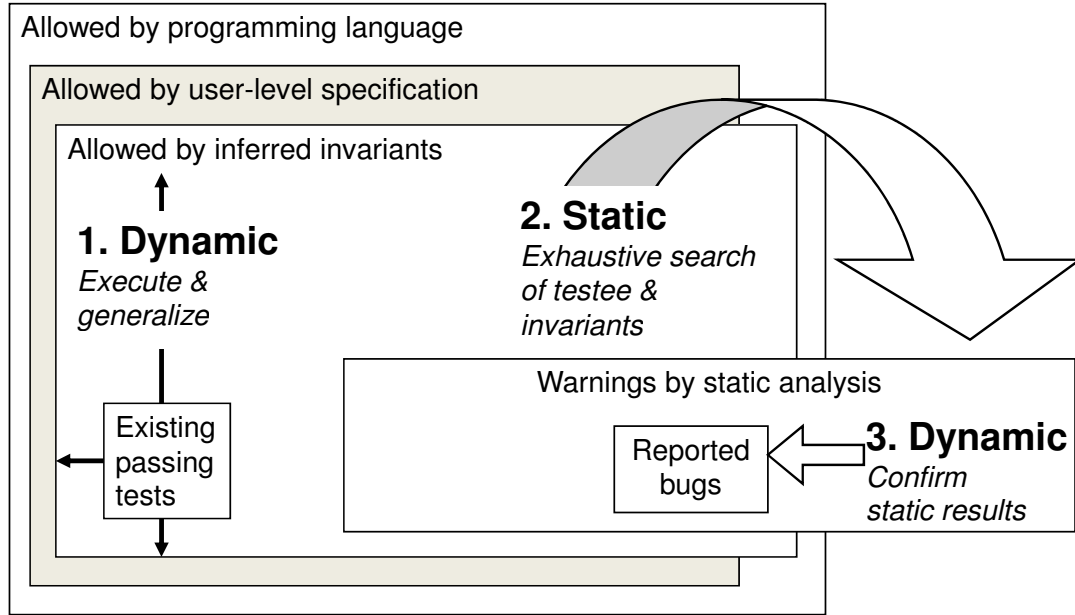 Allowed by programming language
Allowed by user-level specification
Allowed by inferred invariants
1. Dynamic
Execute &
generalize
Existing
passing
tests
2. Static
Exhaustive search
of testee &
invariants
Warnings by static analysis
Reported
bugs
3. Dynamic
Confirm
static results